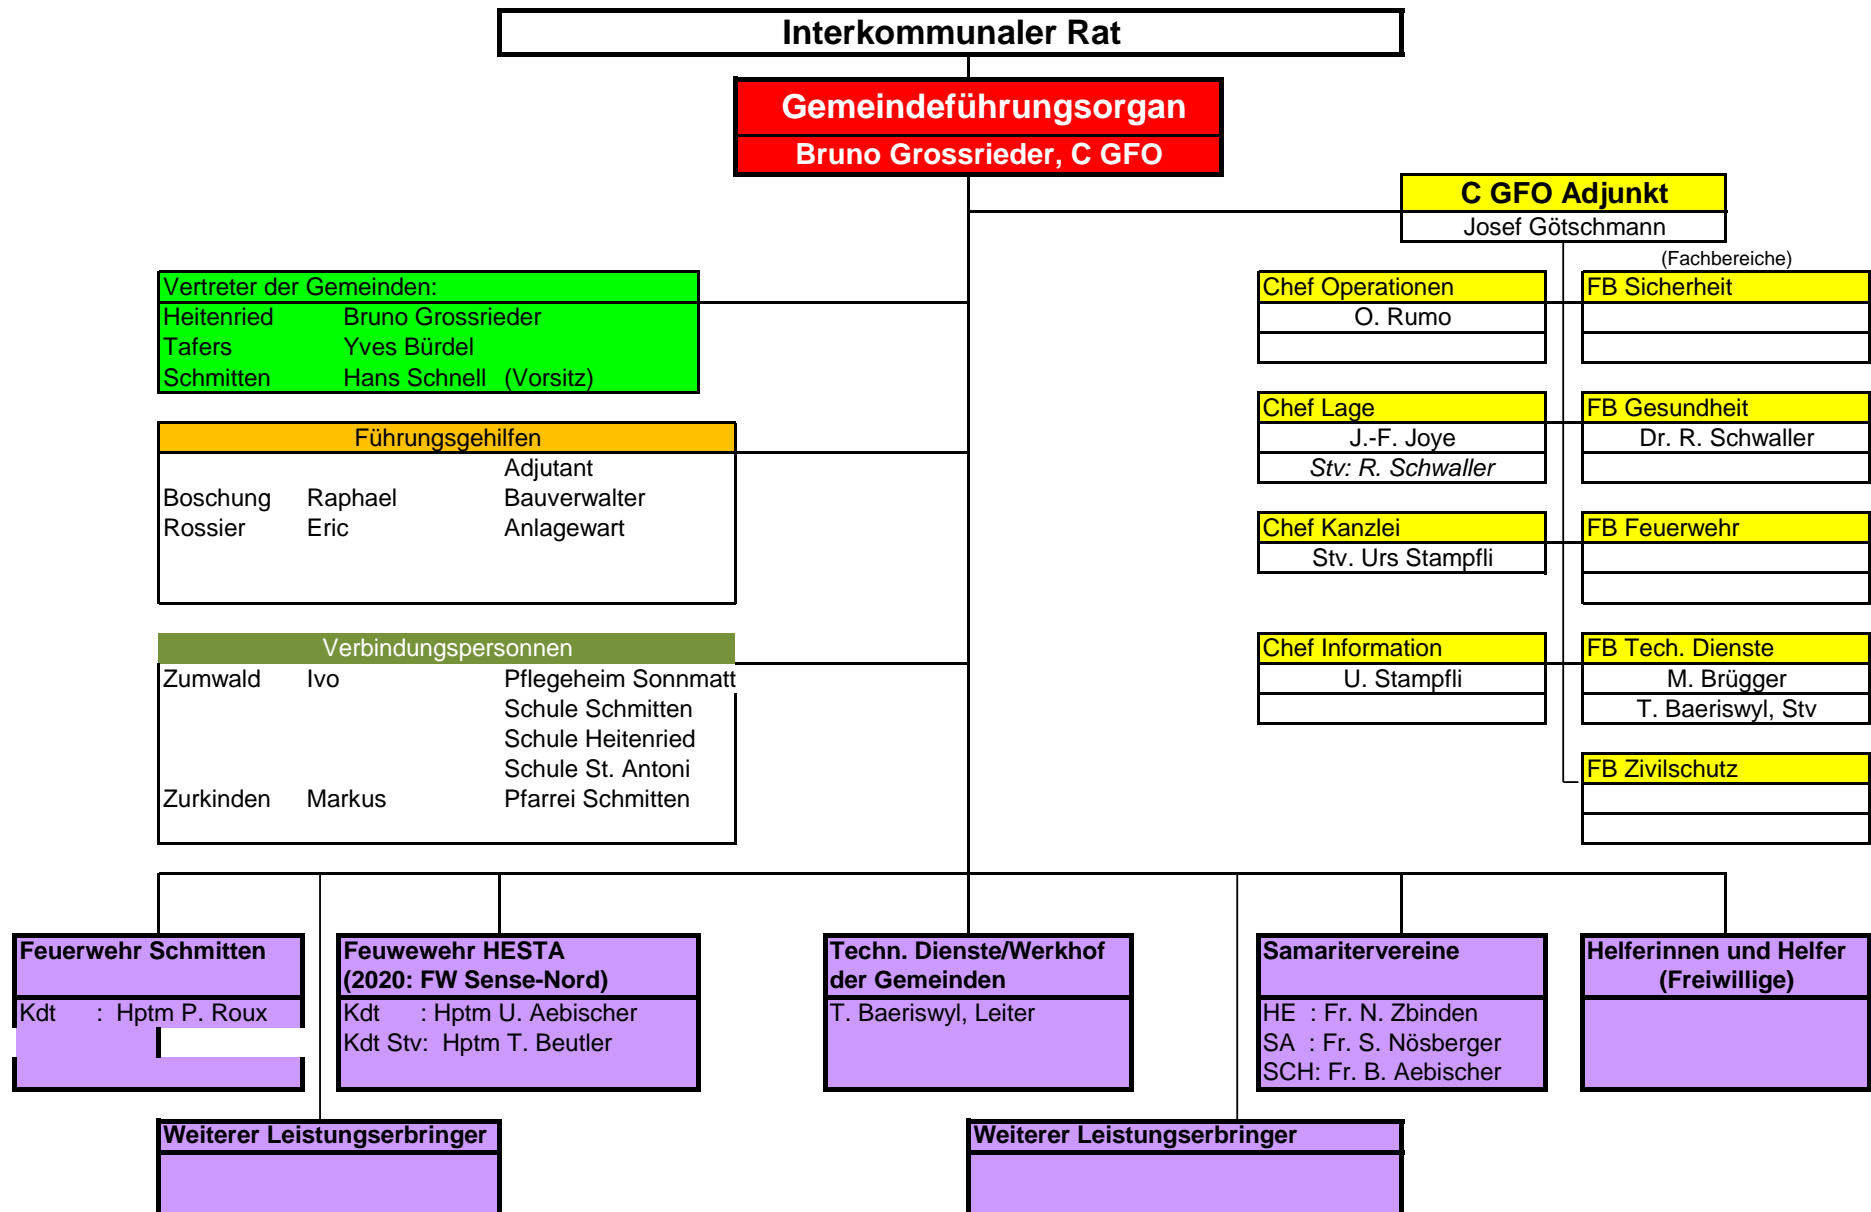 Interkommunaler Rat
Gemeindeführungsorgan
Bruno Grossrieder, C GFO
C GFO Adjunkt
Josef Götschmann
(Fachbereiche)
Vertreter der Gemeinden:
Heitenried Bruno Grossrieder
Tafers Yves Bürdel
Schmitten Hans Schnell (Vorsitz)
Führungsgehilfen
Adjutant
Boschung Raphael Bauverwalter
Rossier Eric Anlagewart
Verbindungspersonnen
Zumwald Ivo Pflegeheim Sonnmatt
Schule Schmitten
Schule Heitenried
Schule St. Antoni
Zurkinden Markus Pfarrei Schmitten
Chef Operationen
O. Rumo
Chef Lage
J.-F. Joye
Stv: R. Schwaller
Chef Kanzlei
Stv. Urs Stampfli
Chef Information
U. Stampfli
FB Sicherheit
FB Gesundheit
Dr. R. Schwaller
FB Feuerwehr
FB Tech. Dienste
M. Brügger
T. Baeriswyl, Stv
FB Zivilschutz
Feuerwehr Schmitten
Kdt : Hptm P. Roux
Feuwewehr HESTA
(2020: FW Sense-Nord)
Kdt : Hptm U. Aebischer
Kdt Stv: Hptm T. Beutler
Techn. Dienste/Werkhof
der Gemeinden
T. Baeriswyl, Leiter
Samaritervereine
HE : Fr. N. Zbinden
SA : Fr. S. Nösberger
SCH: Fr. B. Aebischer
Helferinnen und Helfer
(Freiwillige)
Weiterer Leistungserbringer
Weiterer Leistungserbringer